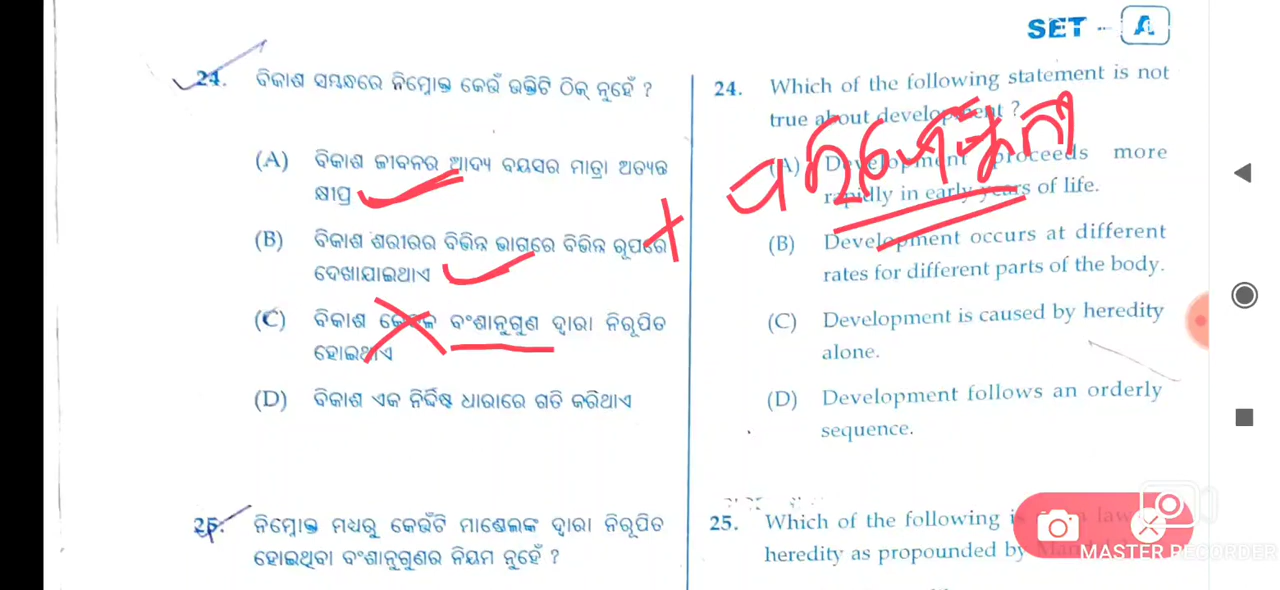 SET - A
24. ବିକାଶ ସମ୍ବନ୍ଧରେ ନିମ୍ନୋକ୍ତ କେଉଁ ଉକ୍ତିଟି ଠିକ୍ ନୁହେଁ ?
(A) ବିକାଶ ଜୀବନର ଆଦ୍ୟ ବୟସର ମାତ୍ରା ଅତ୍ୟନ୍ତ
କ୍ଷୀପ୍ର
(B) ବିକାଶ ଶରୀରର ବିଭିନ୍ନ ଭାଗରେ ବିଭିନ୍ନ ରୂପରେ
ଦେଖାଯାଇଥାଏ
(C) ବିକାଶ କେବଳ ବଂଶାନୁଗୁଣ ଦ୍ୱାରା ନିରୂପିତ
ହୋଇଥାଏ
(D) ବିକାଶ ଏକ ନିର୍ଦ୍ଦିଷ୍ଟ ଧାରାରେ ଗତି କରିଥାଏ
25. ନିମ୍ନୋକ୍ତ ମଧ୍ୟରୁ କେଉଁଟି ମାଣ୍ଡେଲଙ୍କ ଦ୍ୱାରା ନିରୂପିତ
ହୋଇଥିବା ବଂଶାନୁଗୁଣର ନିୟମ ନୁହେଁ ?
24. Which of the following statement is not
true about development ?
(A) Development proceeds more
rapidly in early years of life.
(B) Development occurs at different
rates for different parts of the body.
(C) Development is caused by heredity
alone.
(D) Development follows an orderly
sequence.
25. Which of the following law
heredity as propounded by
MASTER RECORDER